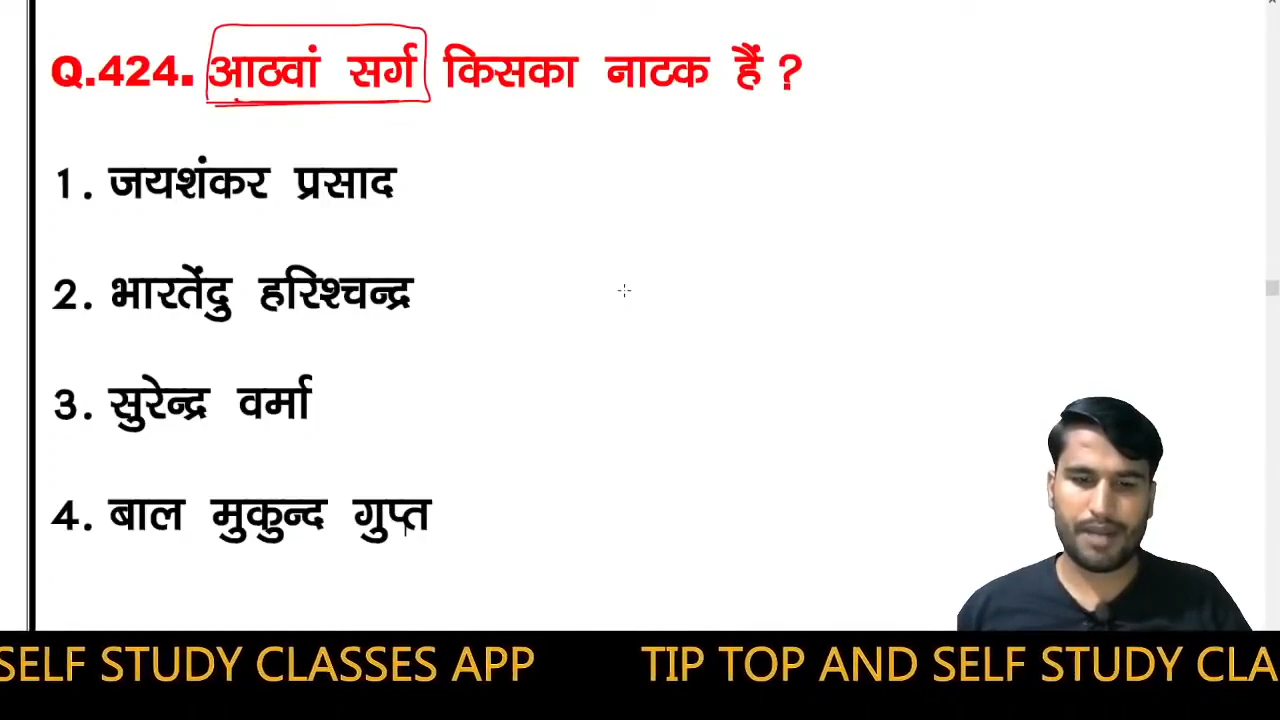 Q.424. आठवां सर्ग किसका नाटक हैं ?
1. जयशंकर प्रसाद
2. भारतेंदु हरिश्चन्द्र
3. सुरेन्द्र वर्मा
4. बाल मुकुन्द गुप्त
SELF STUDY CLASSES APP TIP TOP AND SELF STUDY CLA